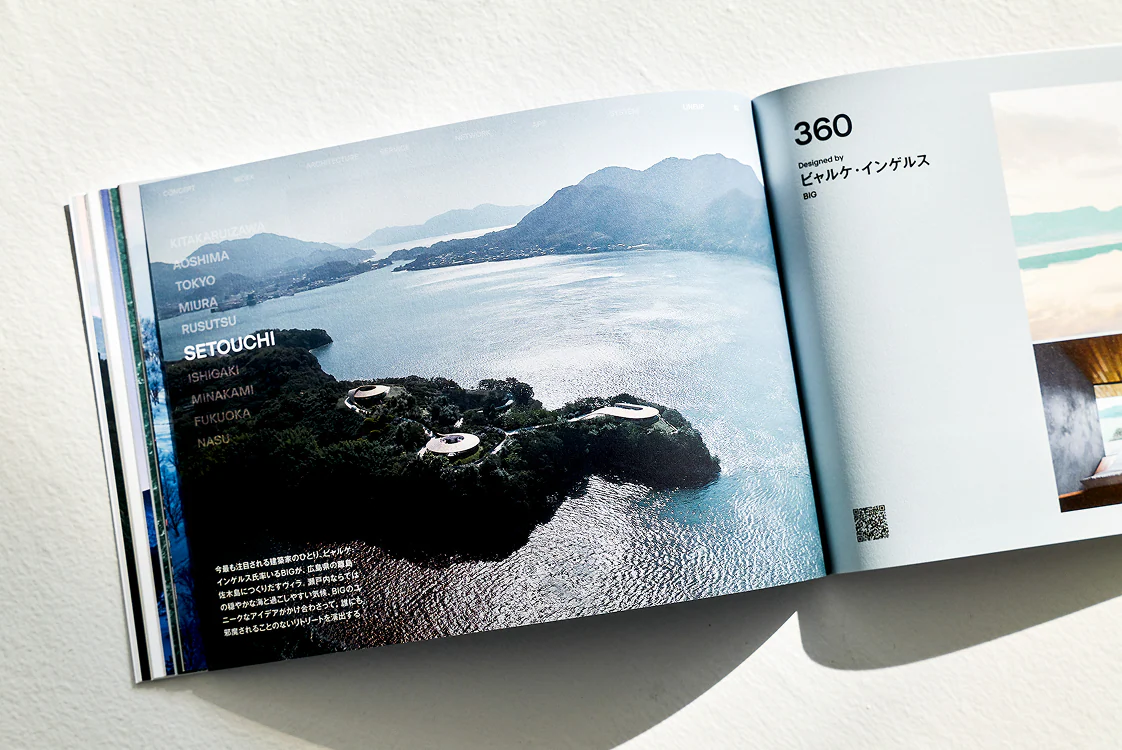 CONCEPT
WORK
ARCHITECTURE
SERVICE
NETWORK
KITAKARUIZAWA
AOSHIMA
TOKYO
MIURA
RUSUTSU
SETOUCHI
ISHIGAKI
MINAKAMI
FUKUOKA
NASU
今最も注目される建築家のひとり、ビャルケ・
インゲルス氏率いるBIGが、広島県の離島・
佐木島につくりだすヴィラ。瀬戸内ならでは
の穏やかな海と過ごしやすい気候、BIGのユ
ニークなアイデアがかけ合わさって、誰にも
邪魔されることのないリトリートを演出する。
360
Designed by
ビャルケ・インゲルス
BIG